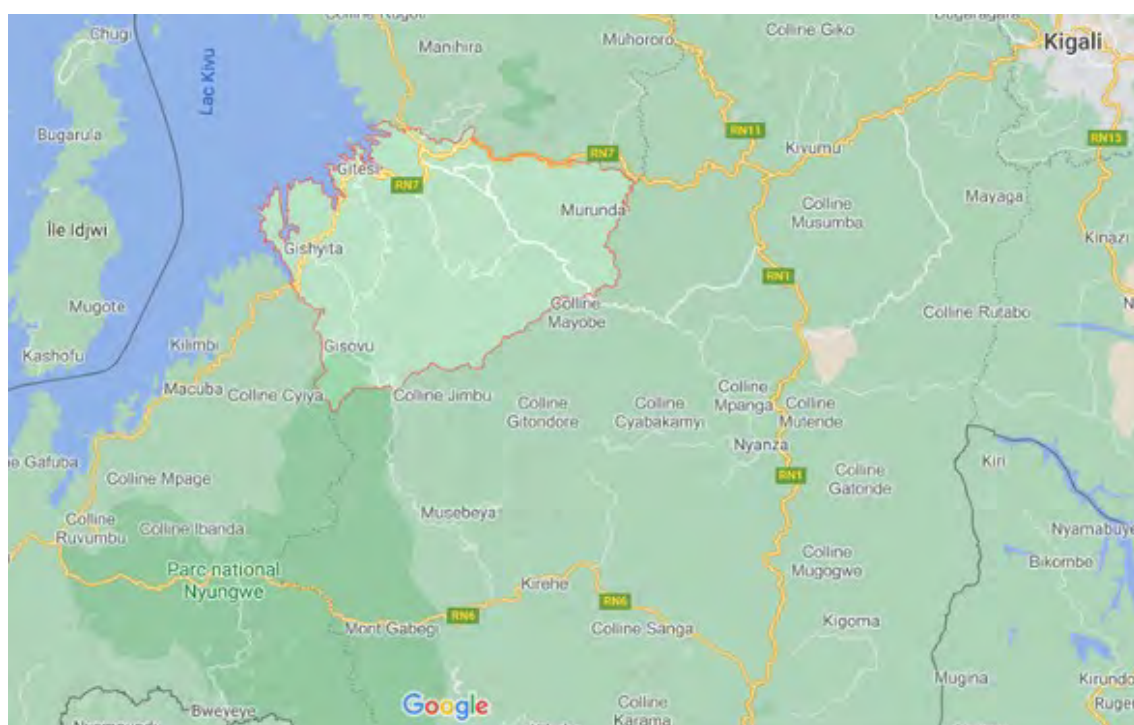 Colline Rugoti
Chugi
Manihira
Muhororo
Colline Giko
Kigali
Lac Kivu
Bugarula
RN11
RN13
RN7
Kivumu
Gitesi
RN7
Murunda
Colline
Musumba
Mayaga
Île Idjwi
Gishyita
Kinazi
RN1
Mugote
Colline
Mayobe
Colline Rutabo
Kashofu
Kilimbi
Gisovu
Macuba
Colline Cyiya
Colline Jimbu
Colline
Gitondore
Colline
Cyabakamyi
Colline
Mpanga
Colline
Mutende
Nyanza
Gafuba
Colline Mpage
Kiri
RN1
Colline
Gatonde
Musebeya
Colline
Ruvumbu
Colline Ibanda
Nyamabuye
Parc national
Nyungwe
Kirehe
Colline
Mugogwe
Bikombe
RN6
RN6
Mont Gabegi
Colline Sanga
Kigoma
Mugina
Kirundo
Bweyeye
Google
Colline
Karama